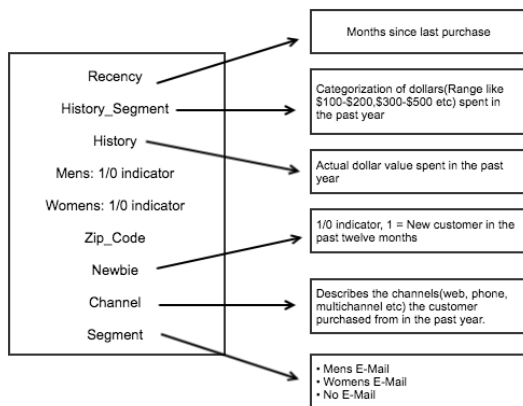 Recency
History_Segment
History
Mens: 1/0 indicator
Womens: 1/0 indicator
Zip_Code
Newbie
Channel
Segment
Months since last purchase
Categorization of dollars(Range like
$100-$200,$300-$500 etc) spent in
the past year
Actual dollar value spent in the past
year
1/0 indicator, 1 = New customer in the
past twelve months
Describes the channels(web, phone,
multichannel etc) the customer
purchased from in the past year.
• Mens E-Mail
• Womens E-Mail
• No E-Mail